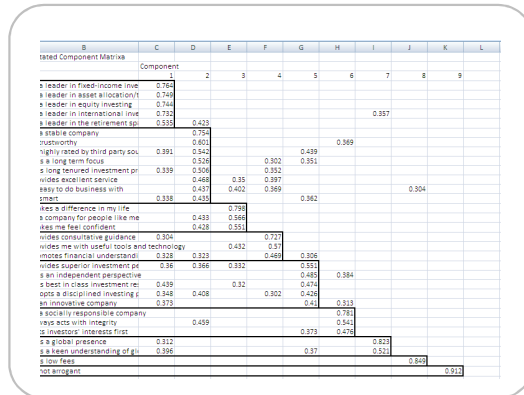 B C D E F G H I J K L
tated Component Matrixa
Component
1 2 3 4 5 6 7 8 9
a leader in fixed-income inve 0.764
a leader in asset allocation/t 0.749
a leader in equity investing 0.744
a leader in international inve 0.732 0.357
a leader in the retirement sp 0.535 0.423
a stable company 0.754
rustworthy 0.601 0.369
highly rated by third party sou 0.391 0.542 0.439
s a long term focus 0.526 0.302 0.351
s long tenured investment pr 0.339 0.506 0.352
vides excellent service 0.468 0.35 0.397
easy to do business with 0.437 0.402 0.369 0.304
smart 0.338 0.435 0.362
akes a difference in my life 0.798
a company for people like me 0.433 0.566
akes me feel confident 0.428 0.551
vides consultative guidance 0.304 0.727
vides me with useful tools and technology 0.432 0.57
omotes financial understandi 0.328 0.323 0.469 0.306
vides superior investment pe 0.36 0.366 0.332 0.551
s an independent perspective 0.485 0.384
s best in class investment re 0.439 0.32 0.474
opts a disciplined investing p 0.348 0.408 0.302 0.426
an innovative company 0.373 0.41 0.313
a socially responsible company 0.781
ways acts with integrity 0.459 0.541
s investors' interests first 0.373 0.476
s a global presence 0.312 0.823
s a keen understanding of gl 0.396 0.37 0.521
s low fees 0.849
not arrogant 0.912